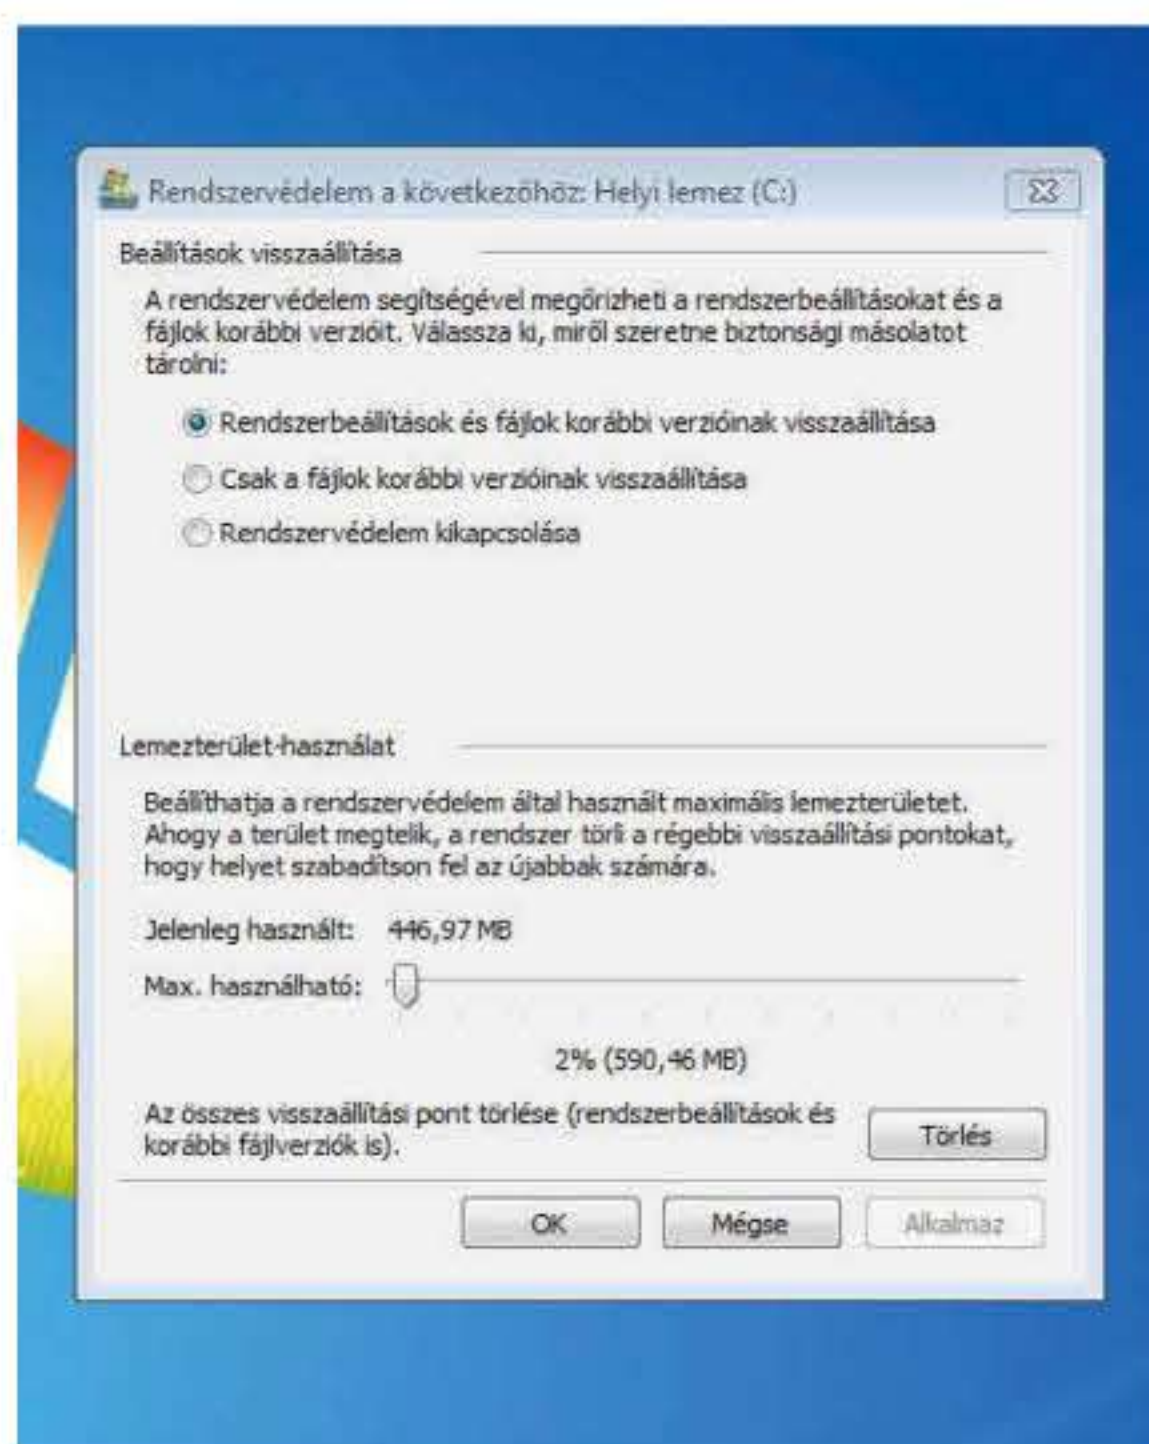 Rendszervédelem a következőhöz: Helyi lemez (C:)
Beállítások visszaállítása
A rendszervédelem segítségével megőrizheti a rendszerbeállításokat és a
fájlok korábbi verzióit. Válassza ki, miről szeretne biztonsági másolatot
tárolni:
Rendszerbeállítások és fájlok korábbi verzióinak visszaállítása
Csak a fájlok korábbi verzióinak visszaállítása
Rendszervédelem kikapcsolása
Lemezterület-használat
Beállíthatja a rendszervédelem által használt maximális lemezterületet.
Ahogy a terület megtelik, a rendszer törli a régebbi visszaállítási pontokat,
hogy helyet szabadítson fel az újabbak számára.
Jelenleg használt: 446,97 MB
Max. használható:
2% (590,46 MB)
Az összes visszaállítási pont törlése (rendszerbeállítások és
korábbi fájlverziók is).
Törlés
OK Mégse Alkalmaz